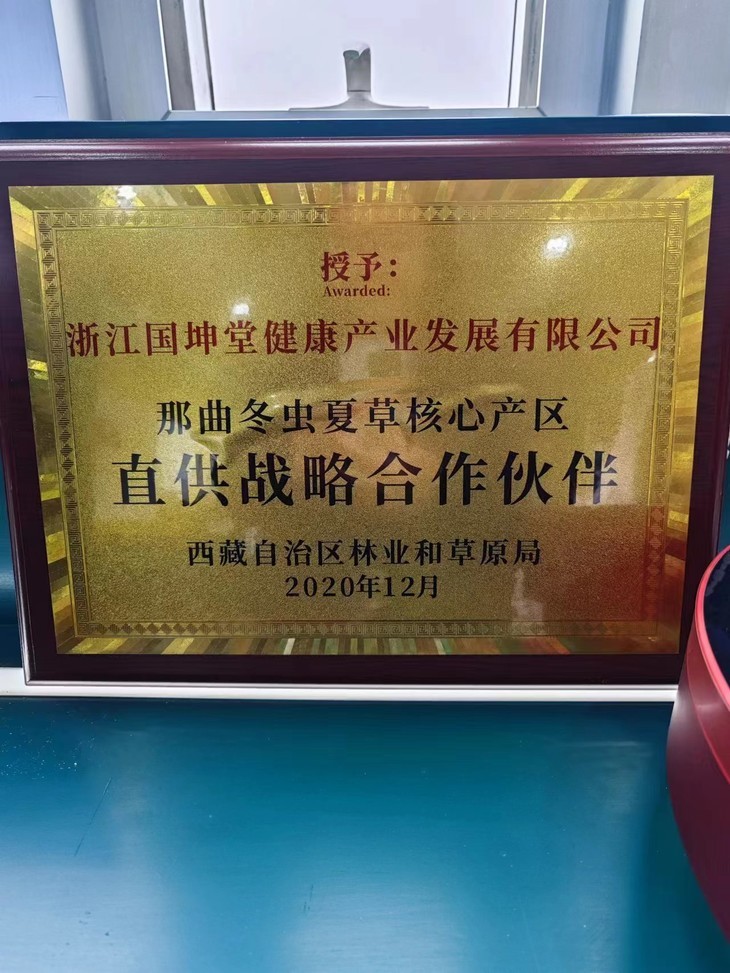 授予：
Awarded:
浙江国坤堂健康产业发展有限公司
那曲冬虫夏草核心产区
直供战略合作伙伴
西藏自治区林业和草原局
2020年12月